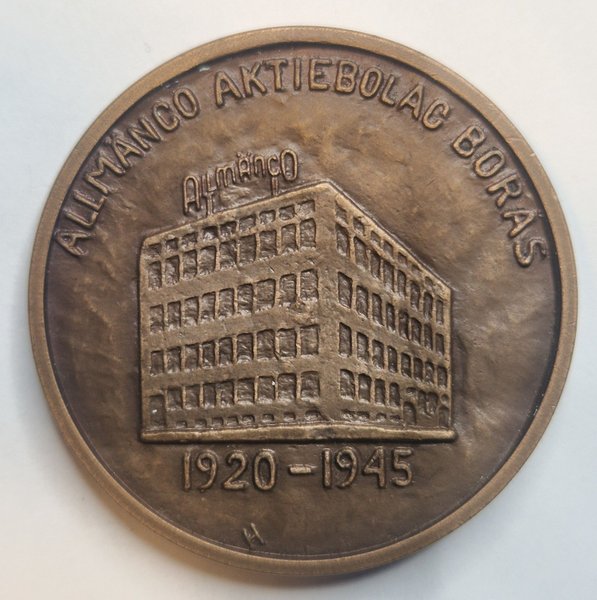 ALLMÄNCO AKTIEBOLAG BORÅS
ALLMÄNCO
1920-1945
H